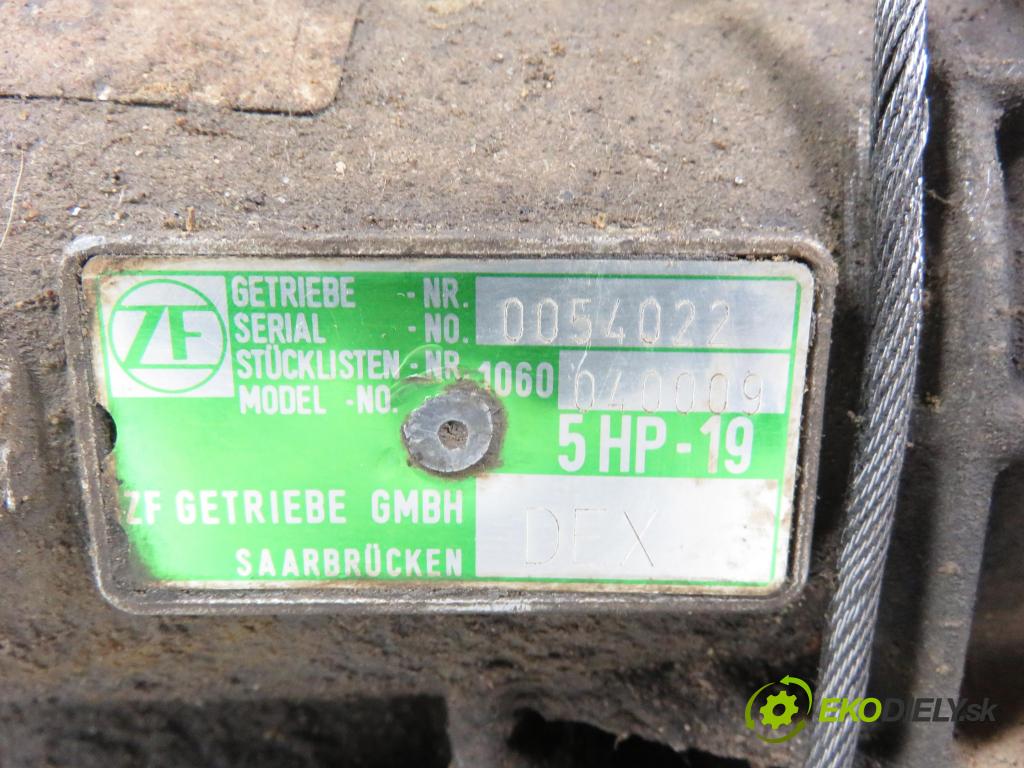 ZF
GETRIEBE - NR. 0054022
SERIAL - NO.
STÜCKLISTEN - NR. 1060 040009
MODEL - NO.
5 HP - 19
ZF GETRIEBE GMBH DEX
SAARBRÜCKEN
EKODIELY.sk